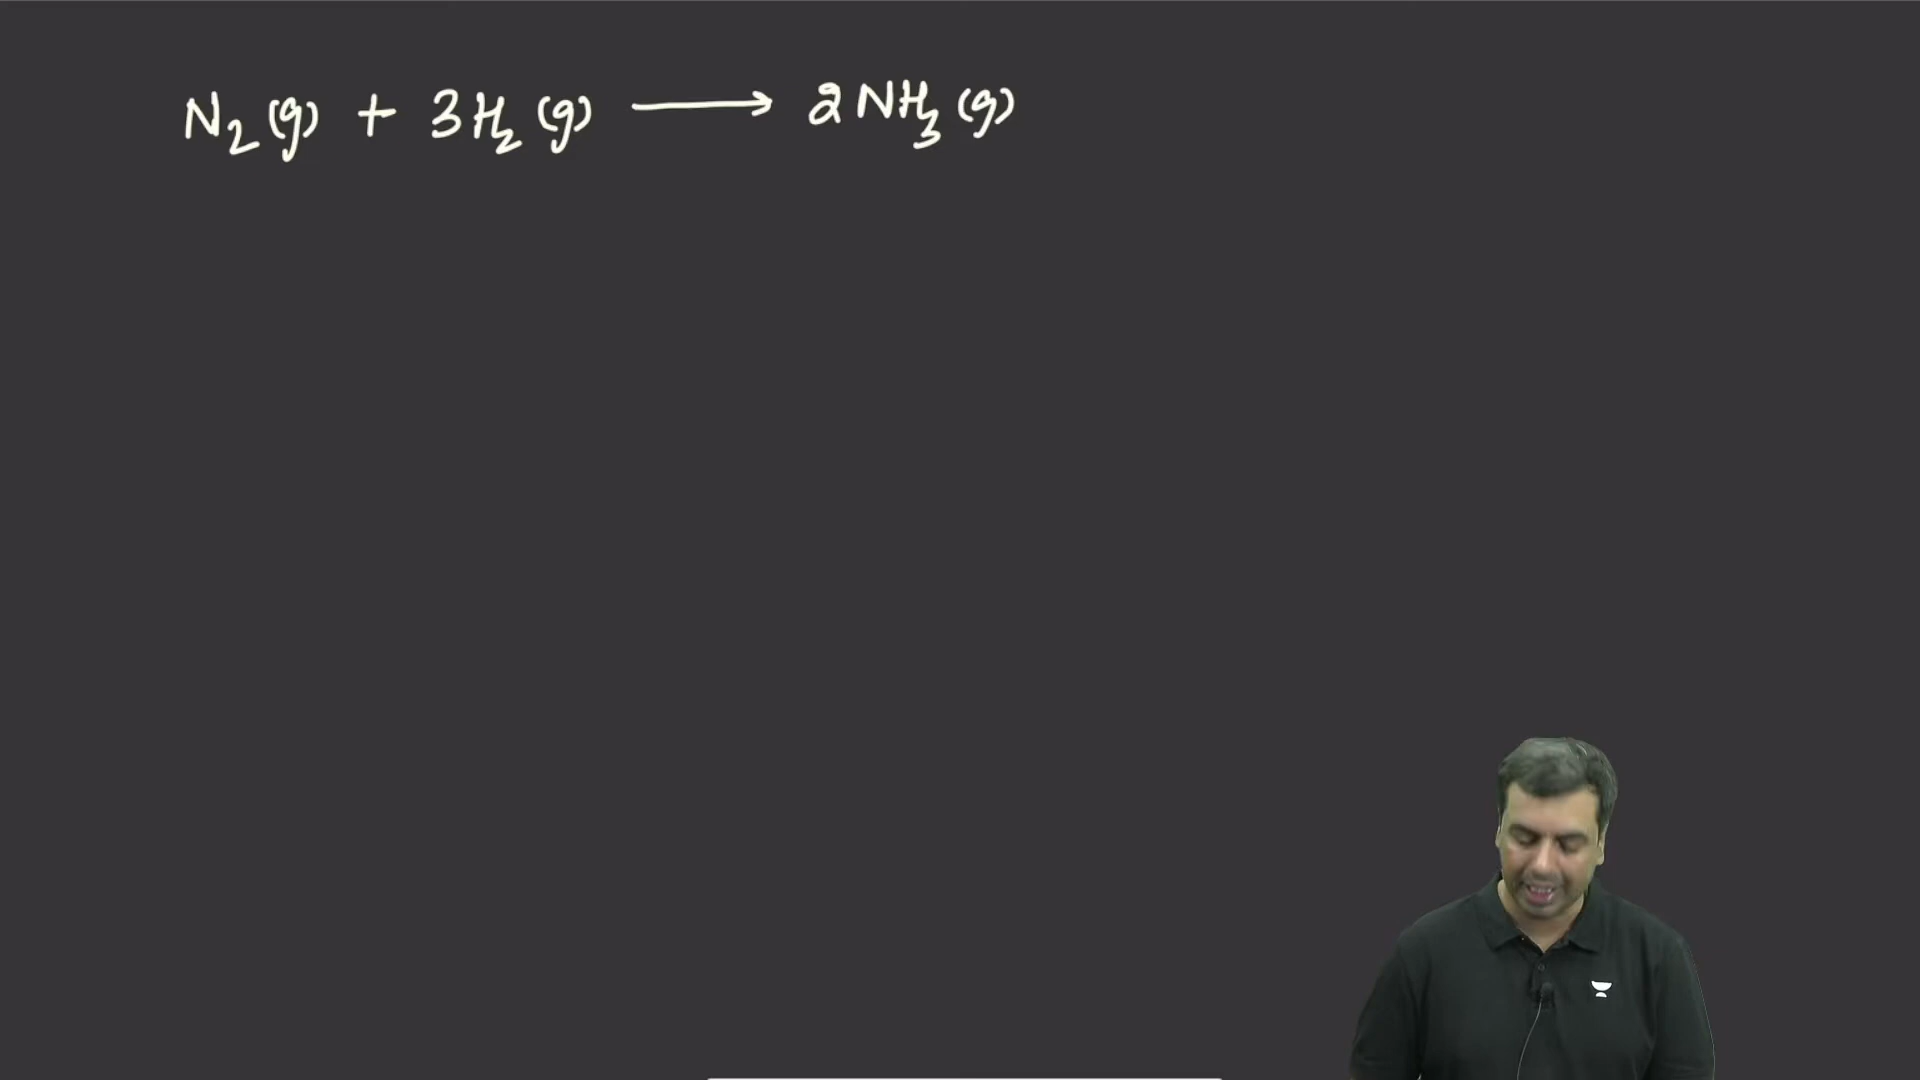 N₂(g) + 3H₂(g) ⟶ 2NH₃(g)